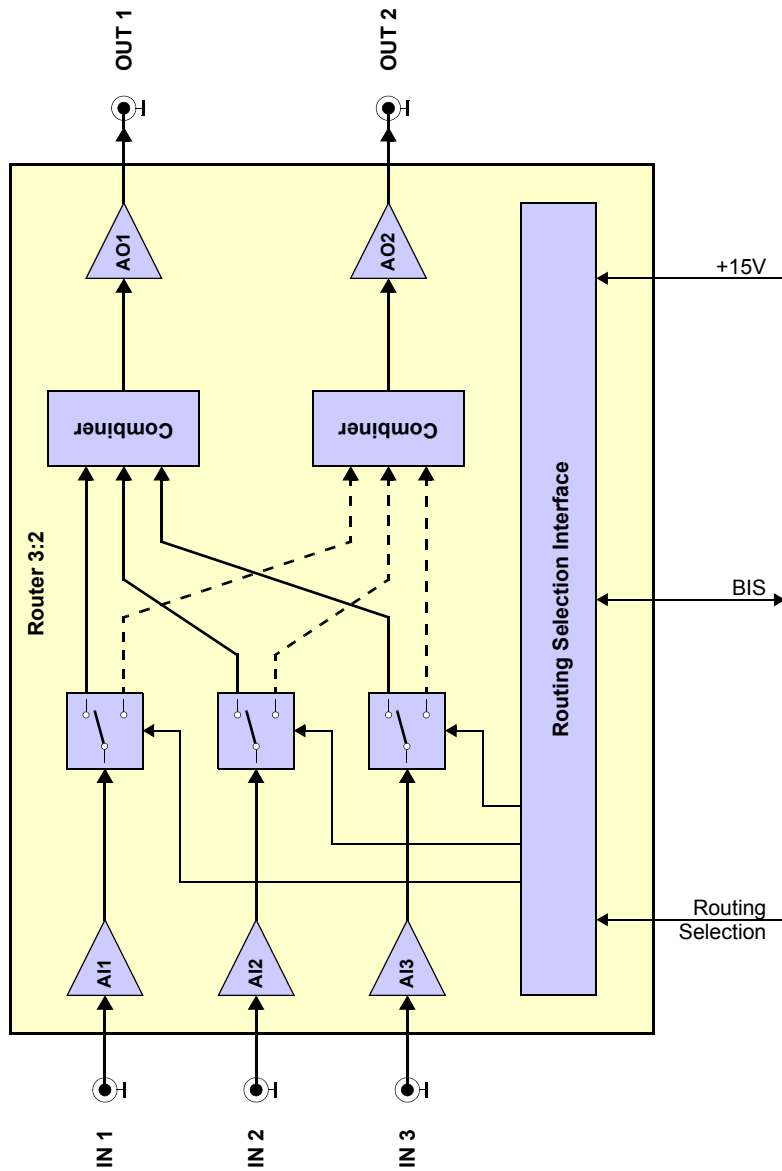 OUT 1
OUT 2
AO1
AO2
+15V
Combiner
Combiner
Router 3:2
Routing Selection Interface
BIS
AI1
AI2
AI3
Routing
Selection
IN 1
IN 2
IN 3